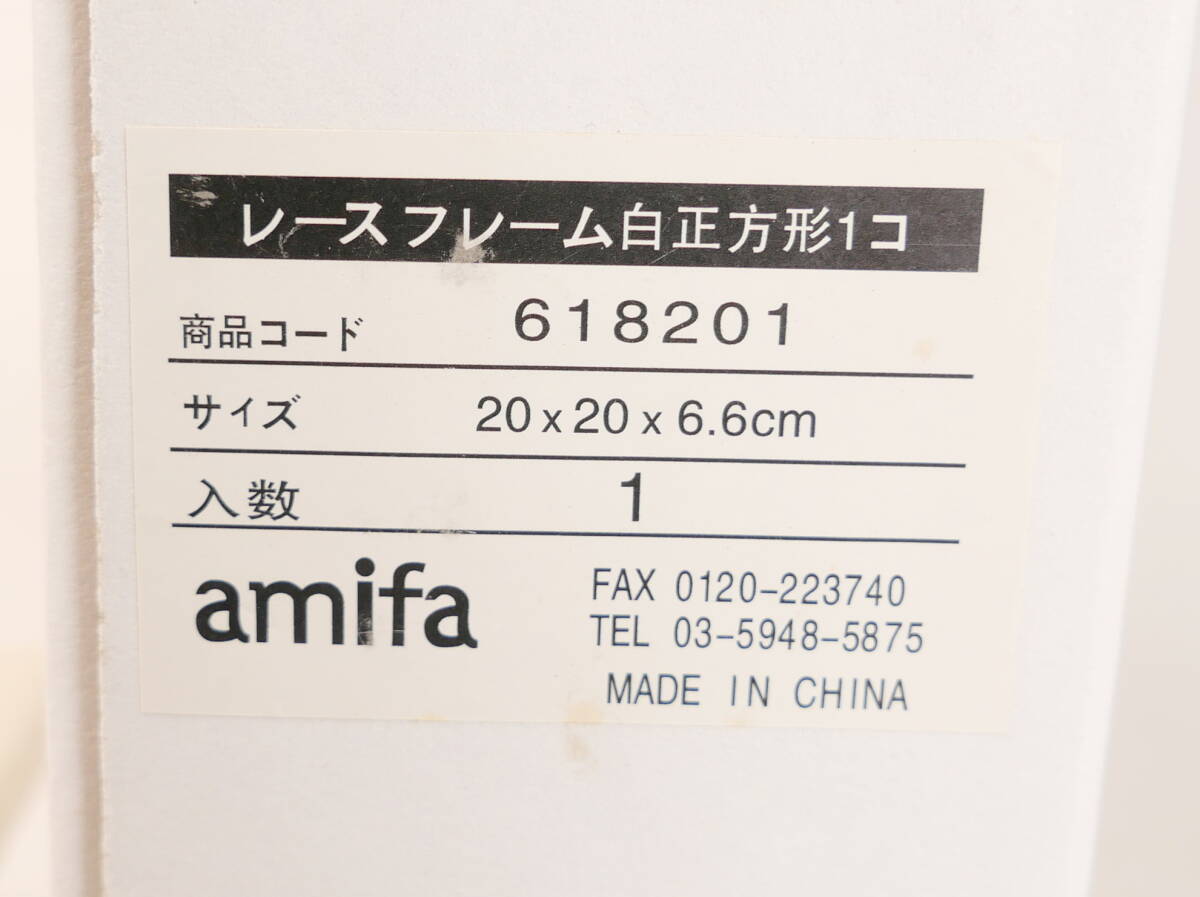 レースフレーム白正方形1コ
商品コード 618201
サイズ 20x20x6.6cm
入数 1
amifa
FAX 0120-223740
TEL 03-5948-5875
MADE IN CHINA